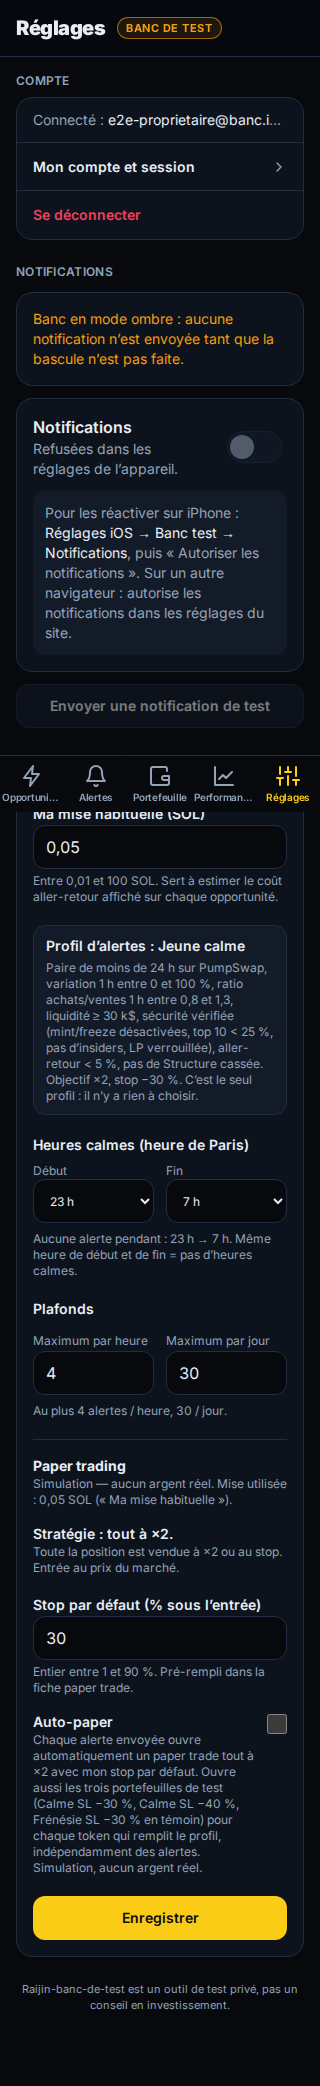 Réglages BANC DE TEST
COMPTE
Connecté : e2e-proprietaire@banc.i…
Mon compte et session
Se déconnecter
NOTIFICATIONS
Banc en mode ombre : aucune
notification n’est envoyée tant que la
bascule n’est pas faite.
Notifications
Refusées dans les
réglages de l’appareil.
Pour les réactiver sur iPhone :
Réglages iOS → Banc test →
Notifications, puis « Autoriser les
notifications ». Sur un autre
navigateur : autorise les
notifications dans les réglages du
site.
Envoyer une notification de test
Opportuni… Alertes Portefeuille Performan… Réglages
Ma mise habituelle (SOL)
0,05
Entre 0,01 et 100 SOL. Sert à estimer le coût
aller-retour affiché sur chaque opportunité.
Profil d’alertes : Jeune calme
Paire de moins de 24 h sur PumpSwap,
variation 1 h entre 0 et 100 %, ratio
achats/ventes 1 h entre 0,8 et 1,3,
liquidité ≥ 30 k$, sécurité vérifiée
(mint/freeze désactivées, top 10 < 25 %,
pas d’insiders, LP verrouillée), aller-
retour < 5 %, pas de Structure cassée.
Objectif ×2, stop −30 %. C’est le seul
profil : il n’y a rien à choisir.
Heures calmes (heure de Paris)
Début Fin
23 h 7 h
Aucune alerte pendant : 23 h → 7 h. Même
heure de début et de fin = pas d’heures
calmes.
Plafonds
Maximum par heure Maximum par jour
4 30
Au plus 4 alertes / heure, 30 / jour.
Paper trading
Simulation — aucun argent réel. Mise utilisée
: 0,05 SOL (« Ma mise habituelle »).
Stratégie : tout à ×2.
Toute la position est vendue à ×2 ou au stop.
Entrée au prix du marché.
Stop par défaut (% sous l’entrée)
30
Entier entre 1 et 90 %. Pré-rempli dans la
fiche paper trade.
Auto-paper
Chaque alerte envoyée ouvre
automatiquement un paper trade tout à
×2 avec mon stop par défaut. Ouvre
aussi les trois portefeuilles de test
(Calme SL −30 %, Calme SL −40 %,
Frénésie SL −30 % en témoin) pour
chaque token qui remplit le profil,
indépendamment des alertes.
Simulation, aucun argent réel.
Enregistrer
Raijin-banc-de-test est un outil de test privé, pas un
conseil en investissement.